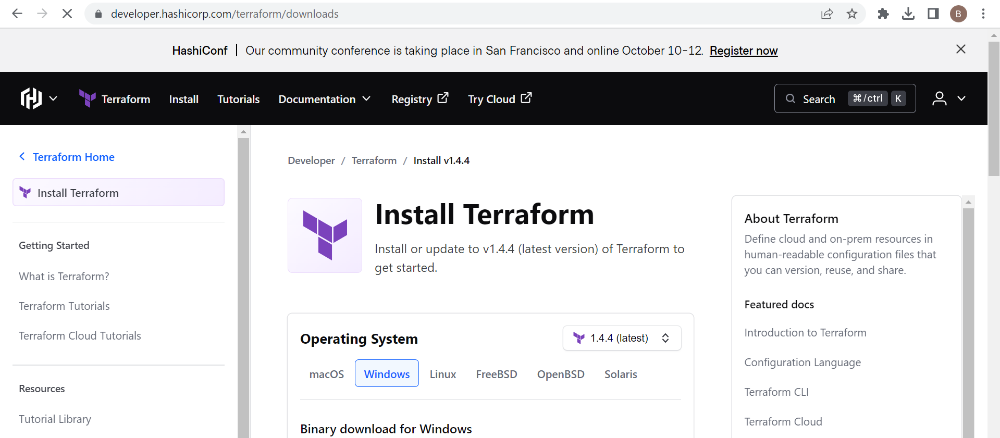 developer.hashicorp.com/terraform/downloads
B
HashiConf | Our community conference is taking place in San Francisco and online October 10-12. Register now
Terraform Install Tutorials Documentation Registry Try Cloud Search ⌘/ctrl K
Terraform Home
Install Terraform
Getting Started
What is Terraform?
Terraform Tutorials
Terraform Cloud Tutorials
Resources
Tutorial Library
Developer / Terraform / Install v1.4.4
Install Terraform
Install or update to v1.4.4 (latest version) of Terraform to
get started.
Operating System
1.4.4 (latest)
macOS Windows Linux FreeBSD OpenBSD Solaris
Binary download for Windows
About Terraform
Define cloud and on-prem resources in
human-readable configuration files that
you can version, reuse, and share.
Featured docs
Introduction to Terraform
Configuration Language
Terraform CLI
Terraform Cloud